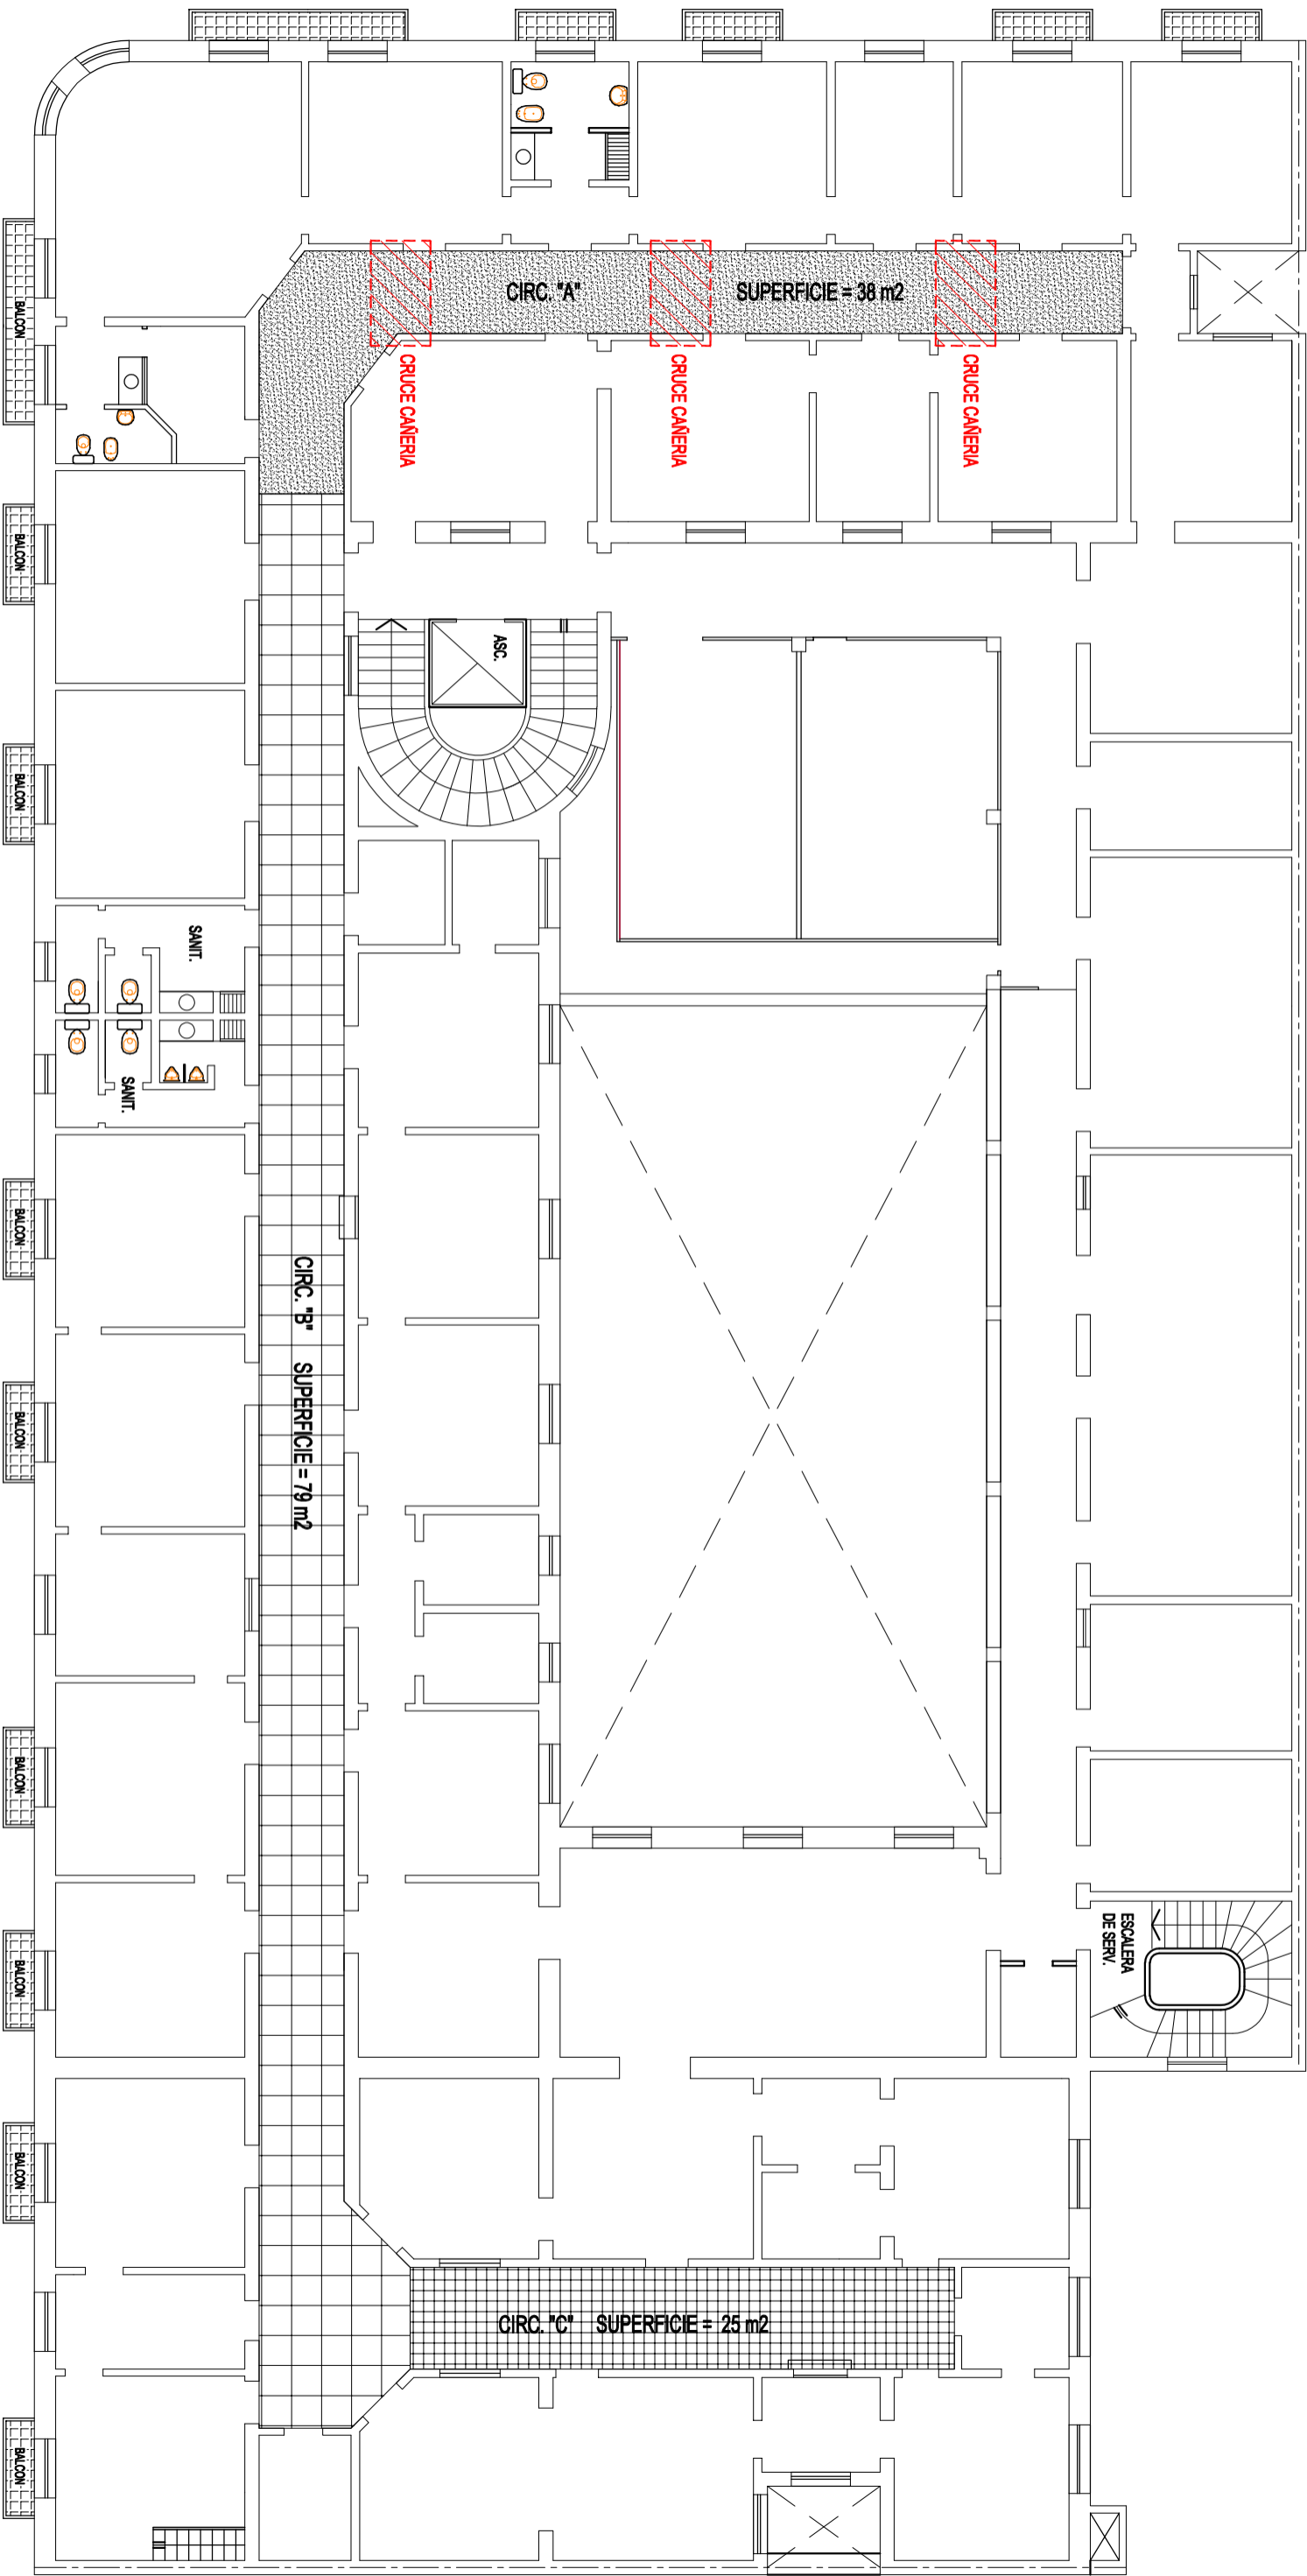 CIRC. "A" SUPERFICIE = 38 m2
CRUCE CAÑERIA
CRUCE CAÑERIA
CRUCE CAÑERIA
BALCON
BALCON
ASC.
BALCON
SANIT.
SANIT.
BALCON
CIRC. "B" SUPERFICIE = 79 m2
BALCON
BALCON
ESCALERA
DE SERV.
BALCON
BALCON
CIRC. "C" SUPERFICIE = 25 m2
BALCON